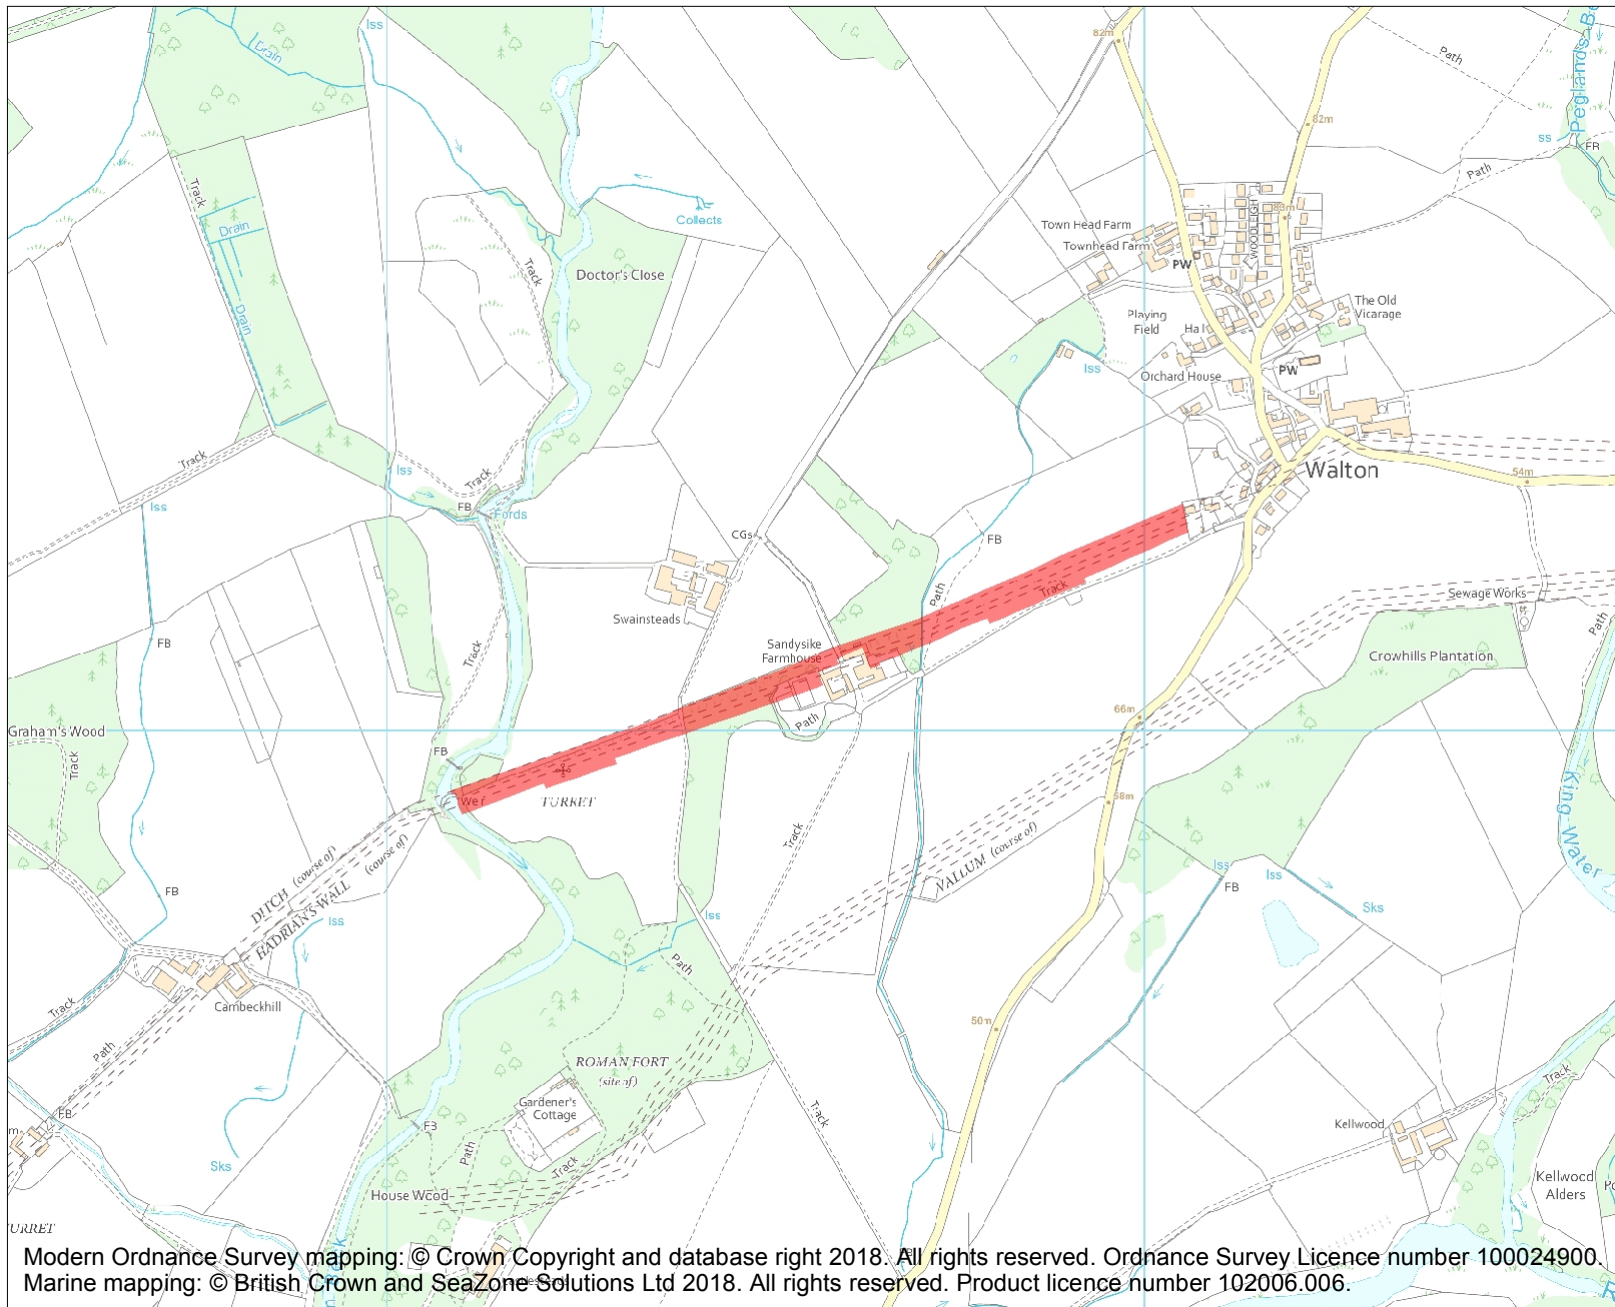 Iss
Drain
82m
Path
Peglands Be
82m
ss
FR
Path
Track
Collects
WOODLEIGH
83m
Town Head Farm
Townhead Farm
PW
Drain
Track
Doctor's Close
The Old
Vicarage
Playing
Field
Hall
Drain
Iss
Orchard House
PW
Track
Iss
Track
Walton
54m
Iss
FB
Fords
CGs
FB
Path
Track
Sewage Works
Swainsteads
FB
Path
Sandysike
Farmhouse
Crowhills Plantation
Track
Graham's Wood
66m
Path
FB
Track
TURRET
58m
King Water
Track
DITCH (course of)
HADRIAN'S WALL (course of)
VALLUM (course of)
Iss
Iss
FB
FB
Iss
Iss
Sks
Path
Cambeckhill
Track
50m
Path
ROMAN FORT
(site of)
Gardener's
Cottage
Track
Track
FB
F3
Kellwood
Path
Track
Sks
House Wood
Kellwood
Alders
URRET
Modern Ordnance Survey mapping: © Crown Copyright and database right 2018. All rights reserved. Ordnance Survey Licence number 100024900.
Marine mapping: © British Crown and SeaZone Solutions Ltd 2018. All rights reserved. Product licence number 102006.006.